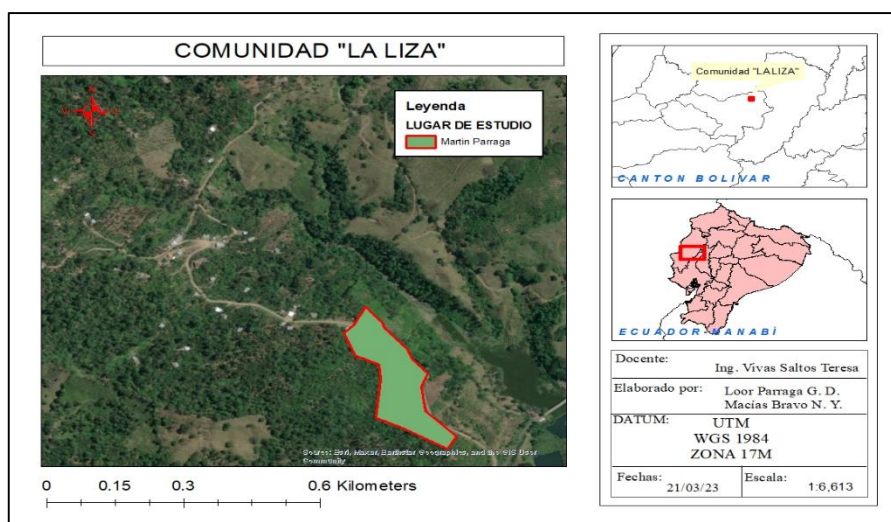 COMUNIDAD "LA LIZA"
Leyenda
LUGAR DE ESTUDIO
Martin Parraga
Source: Esri, Maxar, Earthstar Geographics, and the GIS User
Community
0 0.15 0.3 0.6 Kilometers
Comunidad "LA LIZA"
CANTON BOLIVAR
ECUADOR-MANABÍ
Docente: Ing. Vivas Saltos Teresa
Elaborado por: Loor Parraga G. D.
Macías Bravo N. Y.
DATUM: UTM
WGS 1984
ZONA 17M
Fechas: 21/03/23 Escala: 1:6,613